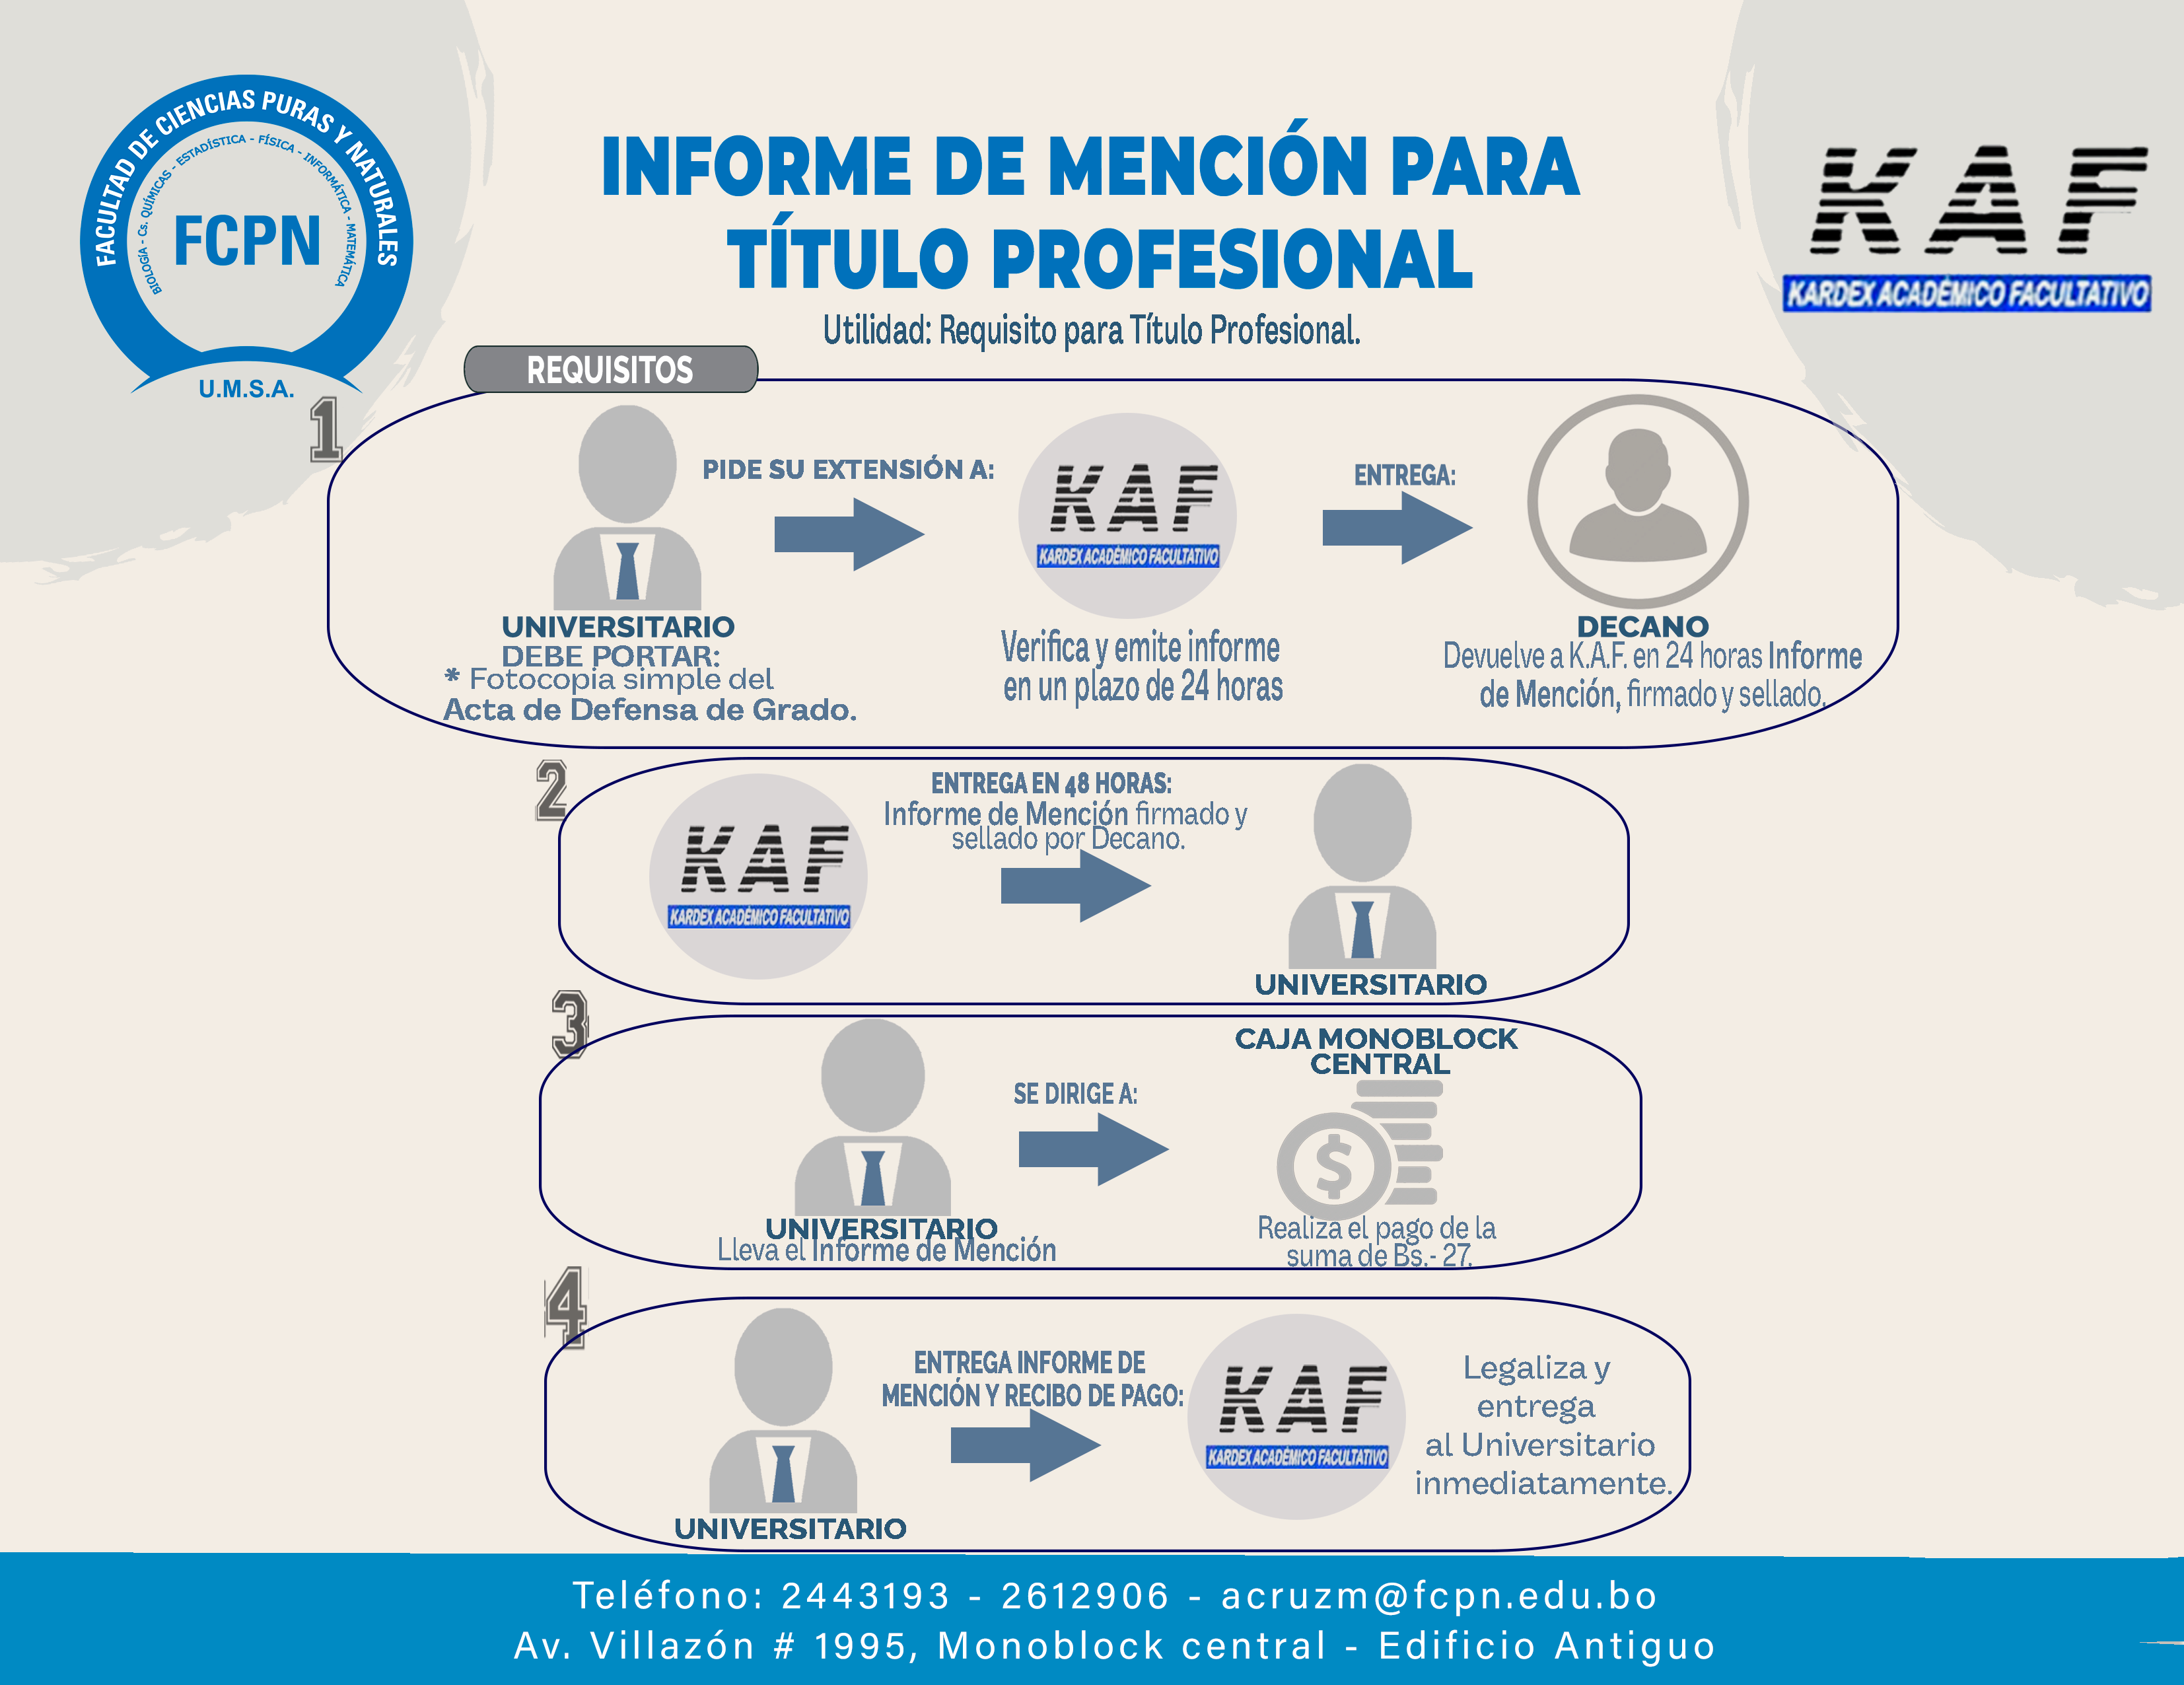 FACULTAD DE CIENCIAS PURAS Y NATURALES
BIOLOGÍA - Cs. QUÍMICAS - ESTADÍSTICA - FÍSICA - INFORMÁTICA - MATEMÁTICA
FCPN
U.M.S.A.
INFORME DE MENCIÓN PARA
TÍTULO PROFESIONAL
Utilidad: Requisito para Título Profesional.
KAF
KARDEX ACADÉMICO FACULTATIVO
REQUISITOS
1
PIDE SU EXTENSIÓN A:
KAF
KARDEX ACADÉMICO FACULTATIVO
ENTREGA:
UNIVERSITARIO
DEBE PORTAR:
* Fotocopia simple del
Acta de Defensa de Grado.
Verifica y emite informe
en un plazo de 24 horas
DECANO
Devuelve a K.A.F. en 24 horas Informe
de Mención, firmado y sellado.
2
KAF
KARDEX ACADÉMICO FACULTATIVO
ENTREGA EN 48 HORAS:
Informe de Mención firmado y
sellado por Decano.
UNIVERSITARIO
3
UNIVERSITARIO
Lleva el Informe de Mención
SE DIRIGE A:
CAJA MONOBLOCK
CENTRAL
$
Realiza el pago de la
suma de Bs.- 27.
4
UNIVERSITARIO
ENTREGA INFORME DE
MENCIÓN Y RECIBO DE PAGO:
KAF
KARDEX ACADÉMICO FACULTATIVO
Legaliza y
entrega
al Universitario
inmediatamente.
Teléfono: 2443193 - 2612906 - acruzm@fcpn.edu.bo
Av. Villazón # 1995, Monoblock central - Edificio Antiguo